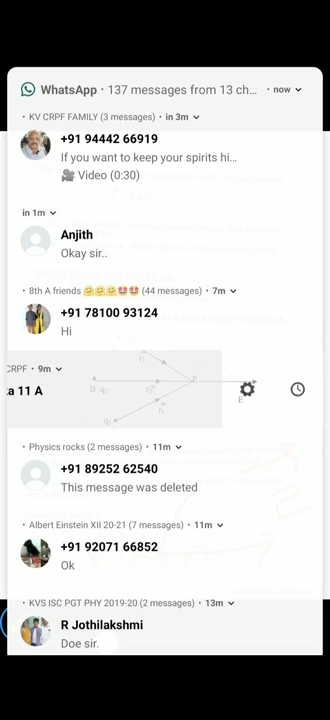 WhatsApp • 137 messages from 13 ch... • now
• KV CRPF FAMILY (3 messages) • in 3m
+91 94442 66919
If you want to keep your spirits hi...
🎥 Video (0:30)
in 1m
Anjith
Okay sir..
• 8th A friends 🤗🤗🤗🤩🤩 (44 messages) • 7m
+91 78100 93124
Hi
CRPF • 9m
a 11 A
B q₂ r₂ P E
r₁
• Physics rocks (2 messages) • 11m
+91 89252 62540
This message was deleted
• Albert Einstein XII 20-21 (7 messages) • 11m
+91 92071 66852
Ok
• KVS ISC PGT PHY 2019-20 (2 messages) • 13m
R Jothilakshmi
Doe sir.